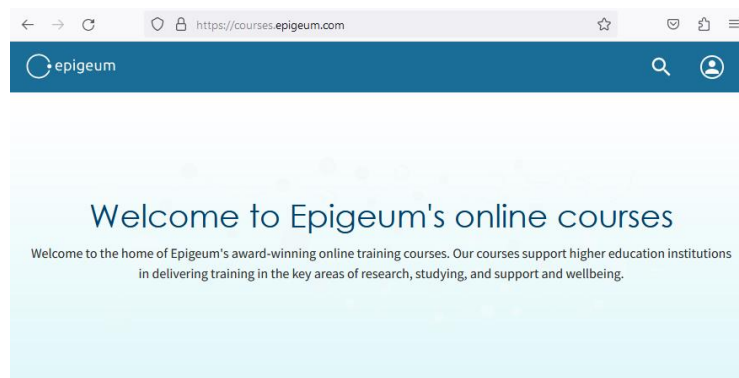 https://courses.epigeum.com
epigeum
Welcome to Epigeum's online courses
Welcome to the home of Epigeum's award-winning online training courses. Our courses support higher education institutions
in delivering training in the key areas of research, studying, and support and wellbeing.